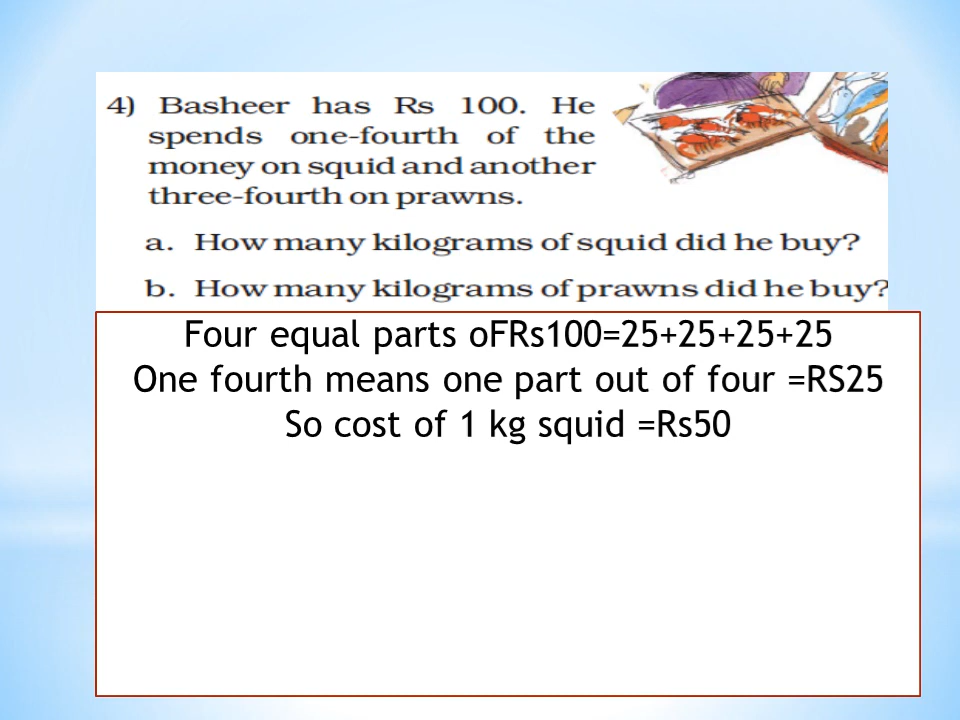 4) Basheer has Rs 100. He
spends one-fourth of the
money on squid and another
three-fourth on prawns.
a. How many kilograms of squid did he buy?
b. How many kilograms of prawns did he buy?
Four equal parts oFRs100=25+25+25+25
One fourth means one part out of four =RS25
So cost of 1 kg squid =Rs50